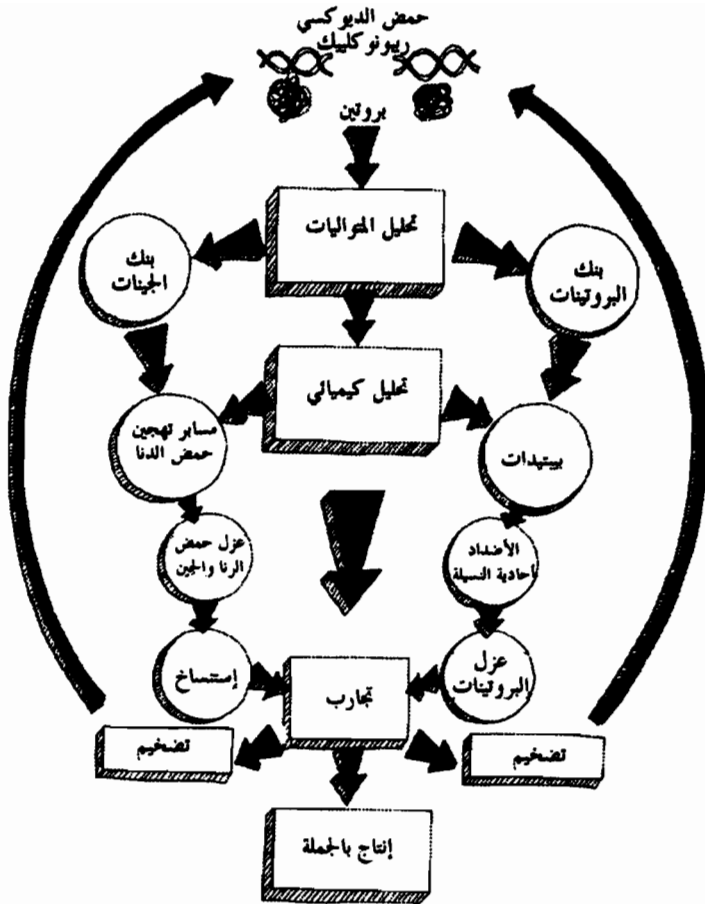 حمض الديوكسي
ريبونوكلييك
بروتين
تحليل المتواليات
بنك
الجينات
بنك
البروتينات
تحليل كيميائي
مسابر تهجين
حمض الدنا
ببتيدات
عزل حمض
الرنا والجين
الأضداد
أحادية النسيلة
إستنساخ
تجارب
عزل
البروتينات
تضخيم
تضخيم
إنتاج بالجملة